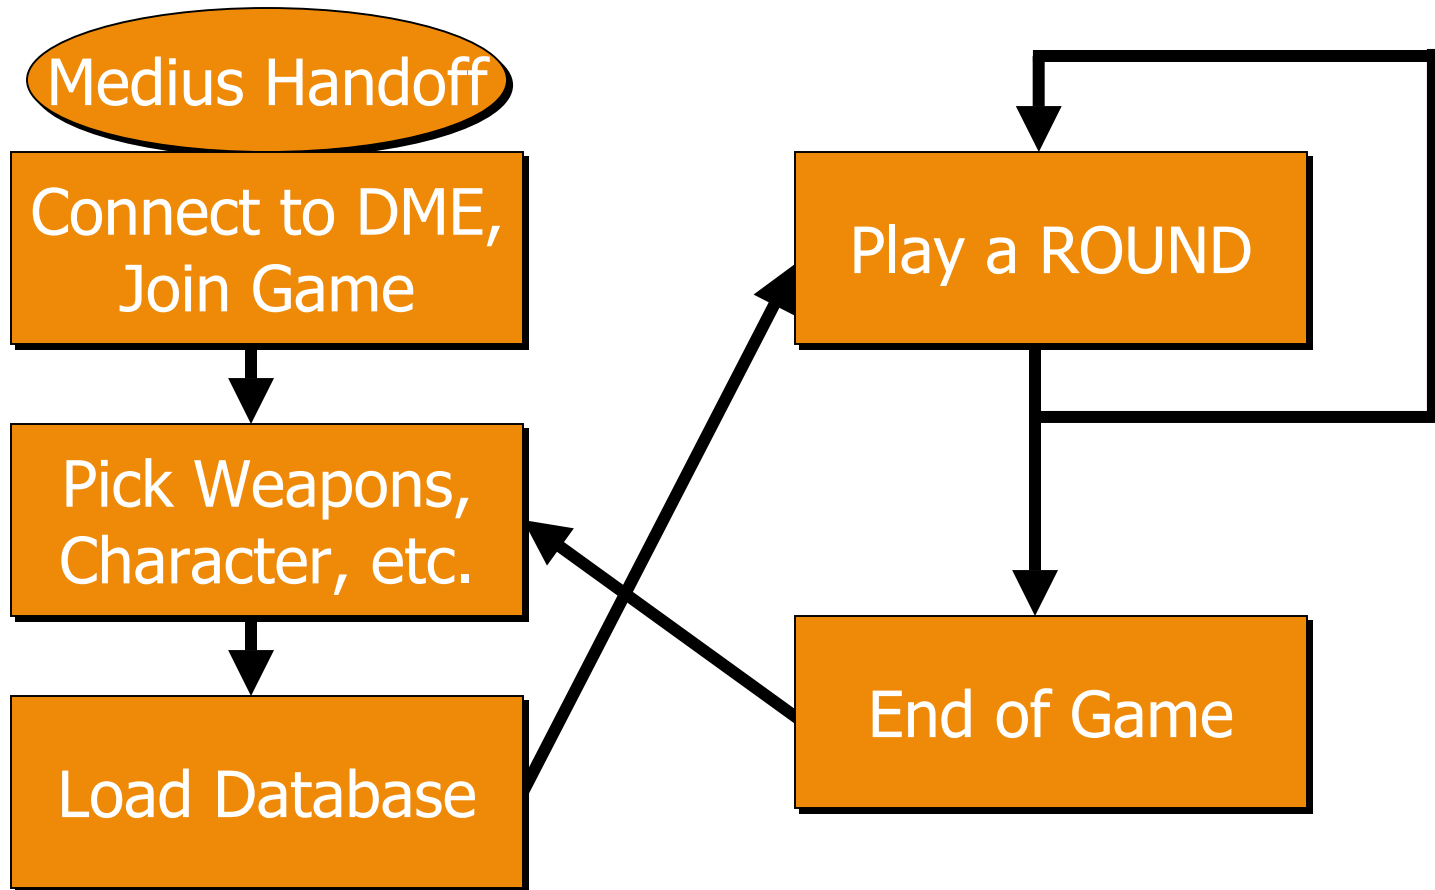 Medius Handoff
Connect to DME,
Join Game
Pick Weapons,
Character, etc.
Load Database
Play a ROUND
End of Game